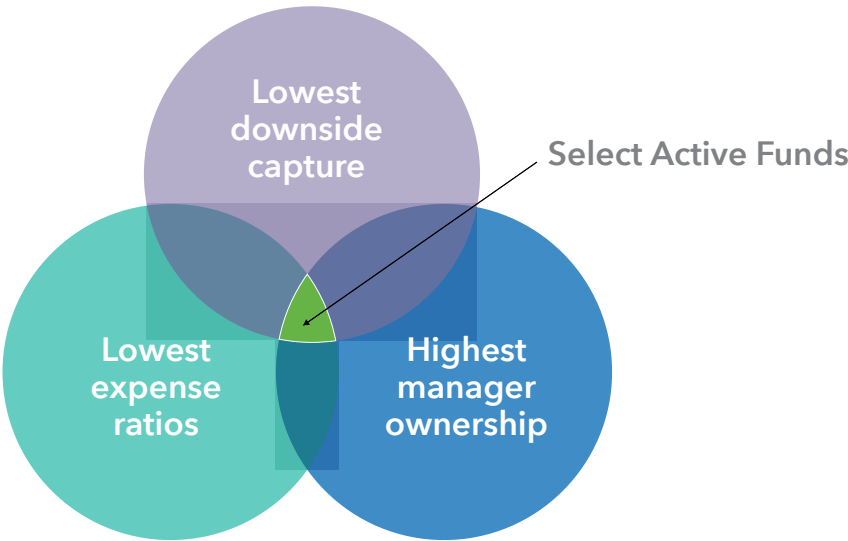 Lowest
downside
capture
Select Active Funds
Lowest
expense
ratios
Highest
manager
ownership